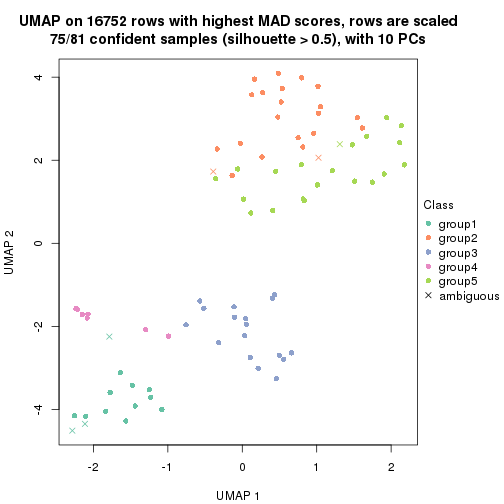 UMAP on 16752 rows with highest MAD scores, rows are scaled
75/81 confident samples (silhouette > 0.5), with 10 PCs
4
2
0
-2
-4
UMAP 2
-2
-1
0
1
2
UMAP 1
Class
group1
group2
group3
group4
group5
ambiguous